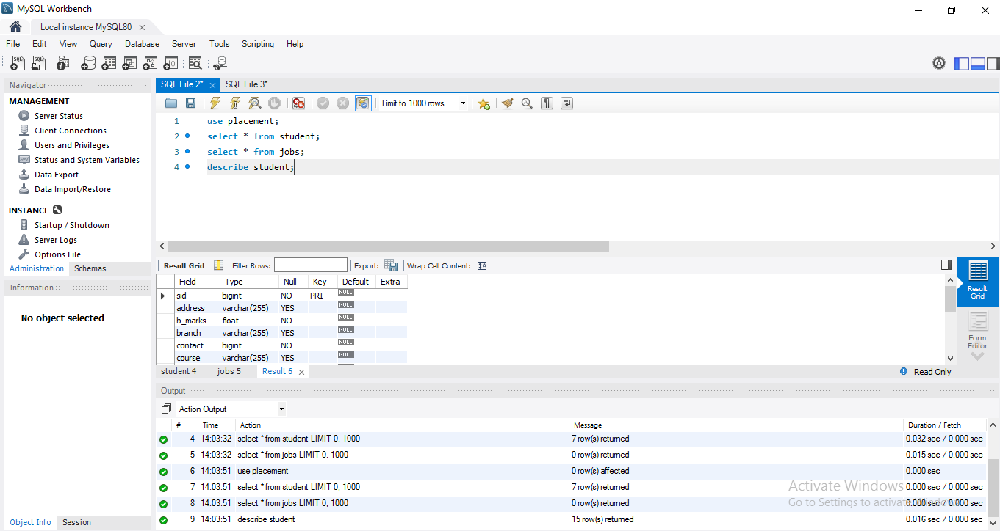 MySQL Workbench
Local instance MySQL80
File Edit View Query Database Server Tools Scripting Help
Navigator
MANAGEMENT
Server Status
Client Connections
Users and Privileges
Status and System Variables
Data Export
Data Import/Restore
INSTANCE
Startup / Shutdown
Server Logs
Options File
Administration Schemas
Information
No object selected
Object Info Session
SQL File 2* SQL File 3*
Limit to 1000 rows
1 use placement;
2 select * from student;
3 select * from jobs;
4 describe student;
Result Grid Filter Rows: Export: Wrap Cell Content:
Field Type Null Key Default Extra
sid bigint NO PRI NULL
address varchar(255) YES NULL
b_marks float NO NULL
branch varchar(255) YES NULL
contact bigint NO NULL
course varchar(255) YES NULL
Result
Grid
Form
Editor
student 4 jobs 5 Result 6 Read Only
Output
Action Output
# Time Action Message Duration / Fetch
4 14:03:32 select * from student LIMIT 0, 1000 7 row(s) returned 0.032 sec / 0.000 sec
5 14:03:32 select * from jobs LIMIT 0, 1000 0 row(s) returned 0.015 sec / 0.000 sec
6 14:03:51 use placement 0 row(s) affected 0.000 sec
7 14:03:51 select * from student LIMIT 0, 1000 7 row(s) returned 0.000 sec / 0.000 sec
8 14:03:51 select * from jobs LIMIT 0, 1000 0 row(s) returned 0.000 sec / 0.000 sec
9 14:03:51 describe student 15 row(s) returned 0.016 sec / 0.000 sec
Activate Windows
Go to Settings to activate Windows.